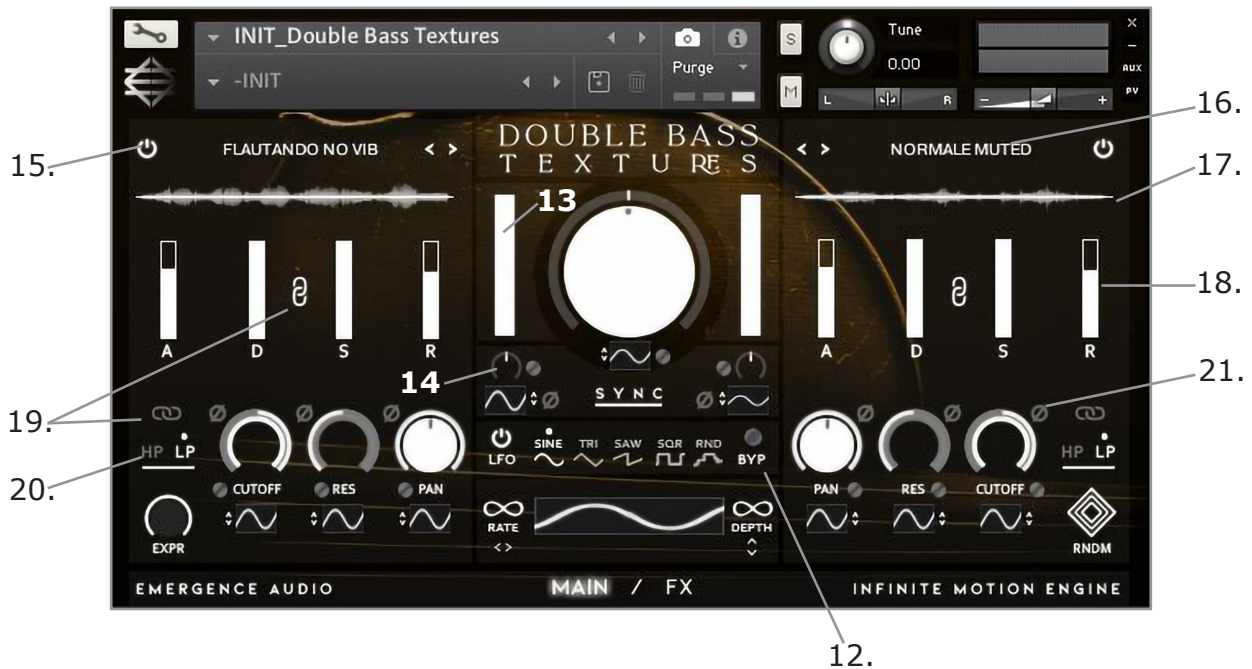 INIT_Double Bass Textures
-INIT
Purge
S
M
Tune
0.00
L R
- +
×
-
AUX
PV
DOUBLE BASS
TEXTURES
FLAUTANDO NO VIB < >
< > NORMALE MUTED
15.
16.
17.
13
A D S R
A D S R
18.
14
SYNC
19.
21.
HP LP
HP LP
20.
CUTOFF RES PAN
PAN RES CUTOFF
LFO SINE TRI SAW SQR RND BYP
RATE
DEPTH
EXPR
RNDM
EMERGENCE AUDIO
MAIN / FX
INFINITE MOTION ENGINE
12.